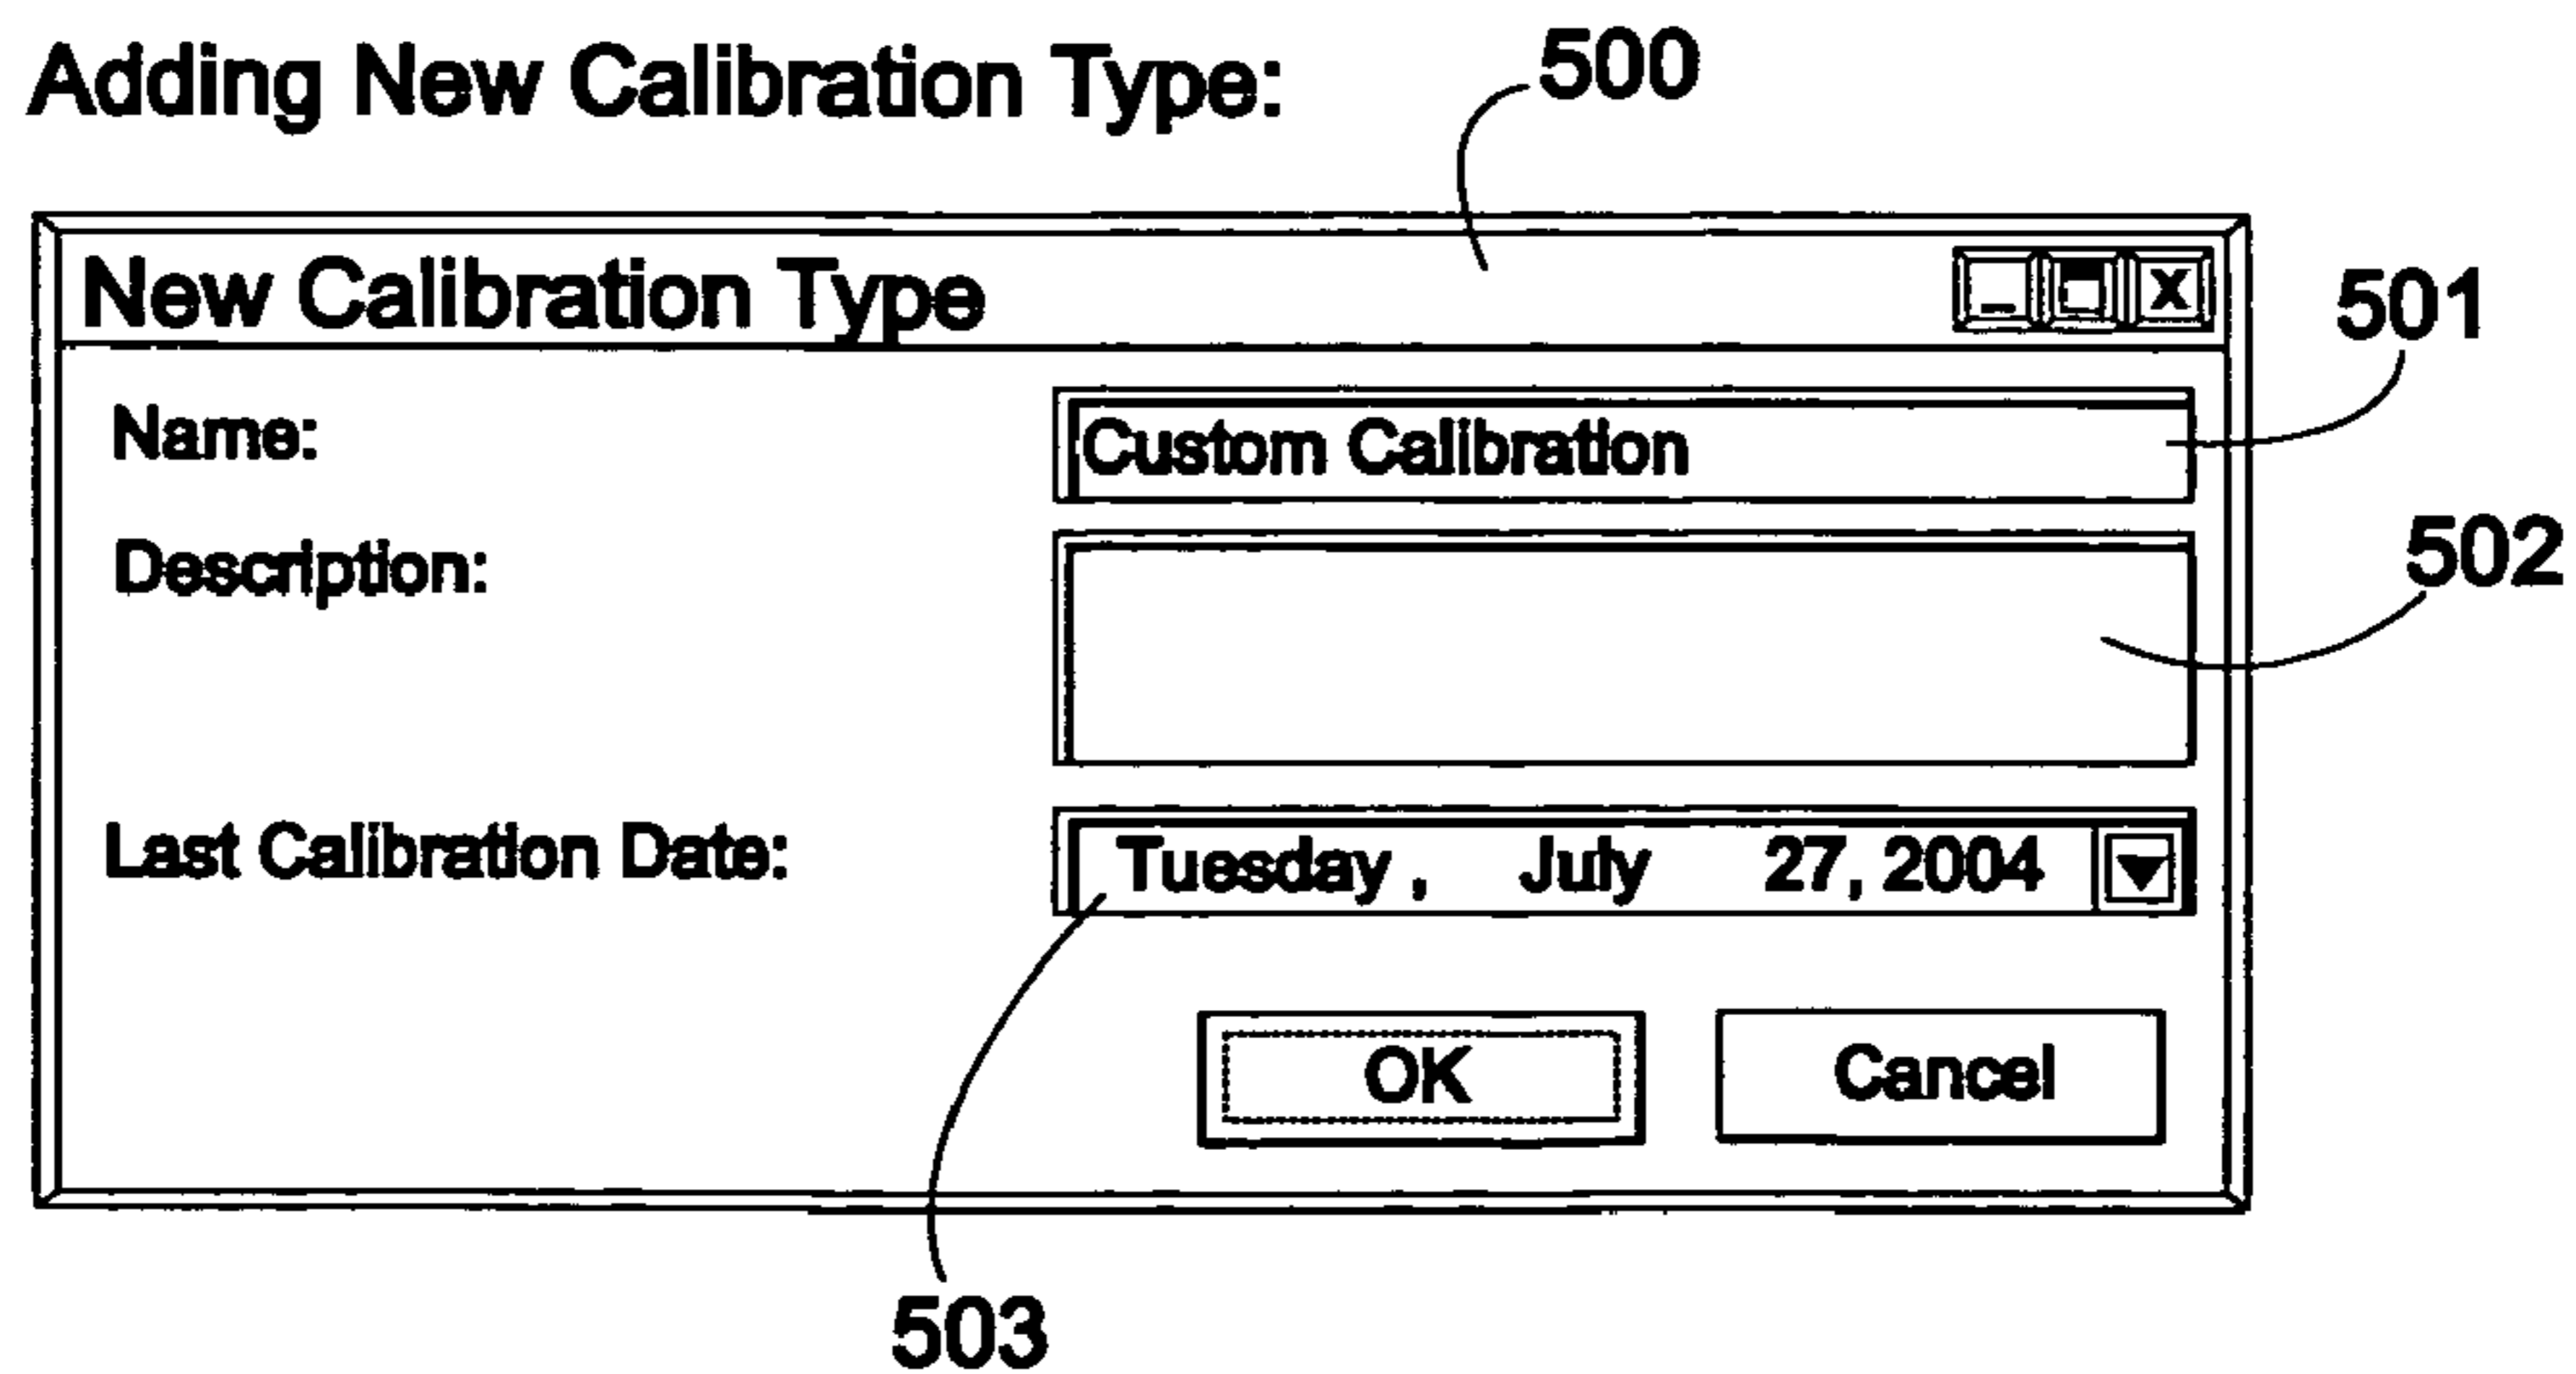 Adding New Calibration Type:
500
New Calibration Type
X
501
Name:
Custom Calibration
Description:
502
Last Calibration Date:
Tuesday , July 27, 2004
OK
Cancel
503